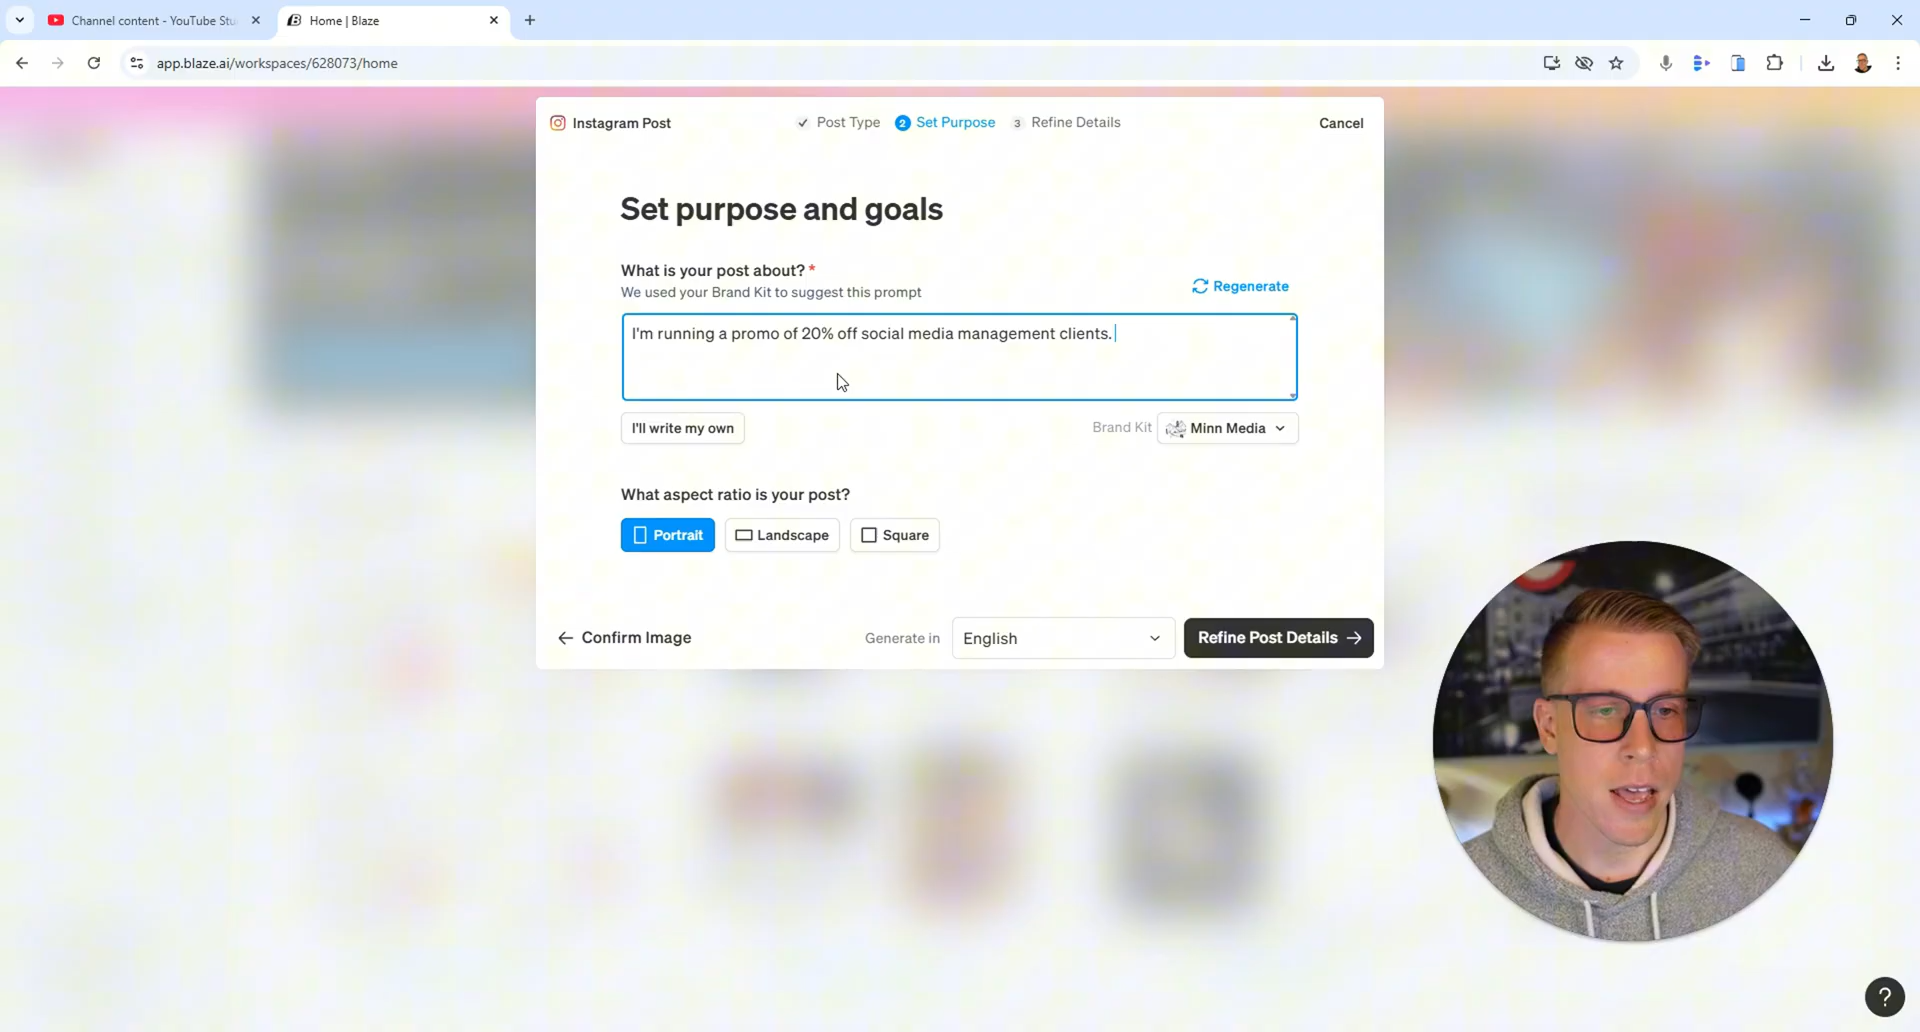 Channel content - YouTube Stu
Home | Blaze
app.blaze.ai/workspaces/628073/home
Instagram Post
Post Type
2 Set Purpose
3 Refine Details
Cancel
Set purpose and goals
What is your post about? *
We used your Brand Kit to suggest this prompt
Regenerate
I'm running a promo of 20% off social media management clients.
I'll write my own
Brand Kit
Minn Media
What aspect ratio is your post?
Portrait
Landscape
Square
← Confirm Image
Generate in
English
Refine Post Details →
?